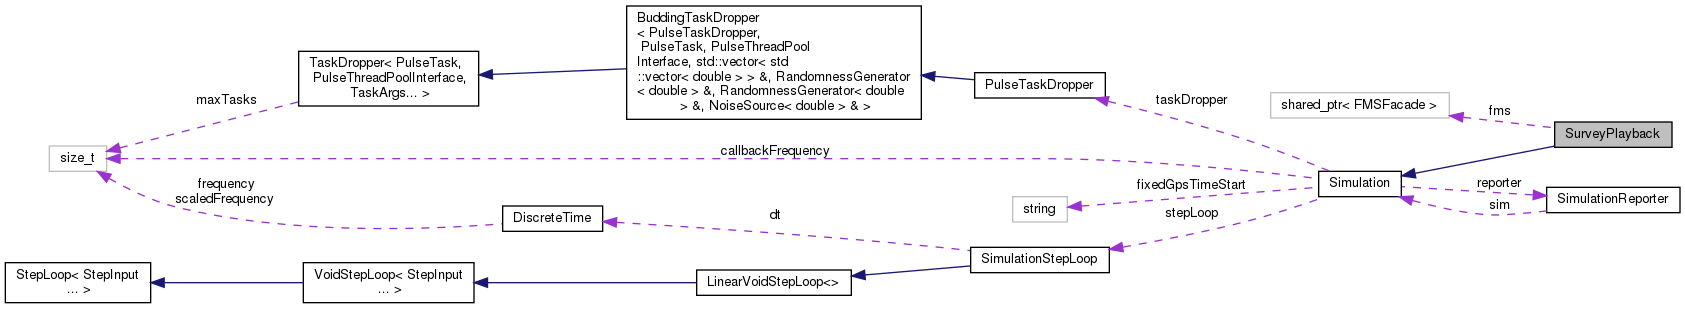 BuddingTaskDropper
< PulseTaskDropper,
PulseTask, PulseThreadPool
Interface, std::vector< std
::vector< double > > &, RandomnessGenerator
< double > &, RandomnessGenerator< double
> &, NoiseSource< double > & >
TaskDropper< PulseTask,
PulseThreadPoolInterface,
TaskArgs... >
PulseTaskDropper
maxTasks
taskDropper
shared_ptr< FMSFacade >
fms
SurveyPlayback
size_t
callbackFrequency
Simulation
reporter
sim
SimulationReporter
frequency
scaledFrequency
fixedGpsTimeStart
string
stepLoop
DiscreteTime
dt
SimulationStepLoop
StepLoop< StepInput
... >
VoidStepLoop< StepInput
... >
LinearVoidStepLoop<>